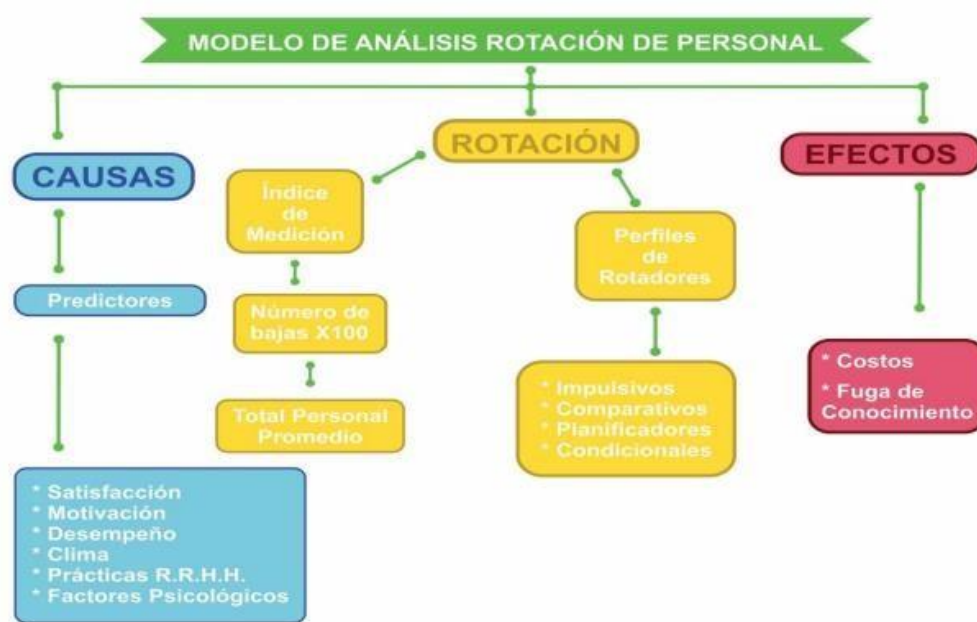 MODELO DE ANÁLISIS ROTACIÓN DE PERSONAL
CAUSAS
Predictores
* Satisfacción
* Motivación
* Desempeño
* Clima
* Prácticas R.R.H.H.
* Factores Psicológicos
ROTACIÓN
Índice
de
Medición
Número de
bajas X100
Total Personal
Promedio
Perfiles
de
Rotadores
* Impulsivos
* Comparativos
* Planificadores
* Condicionales
EFECTOS
* Costos
* Fuga de
Conocimiento